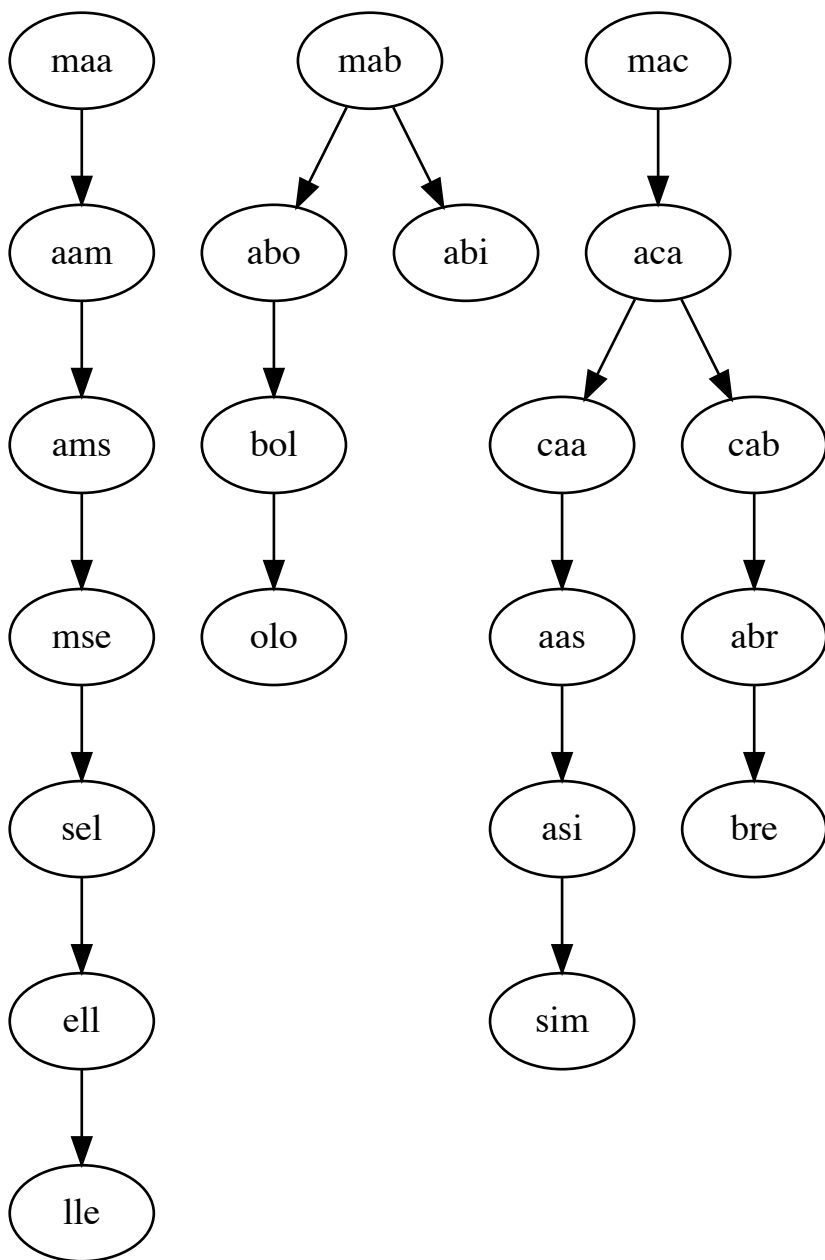 maa mab mac
aam abo abi aca
ams bol caa cab
mse olo aas abr
sel asi bre
ell sim
lle